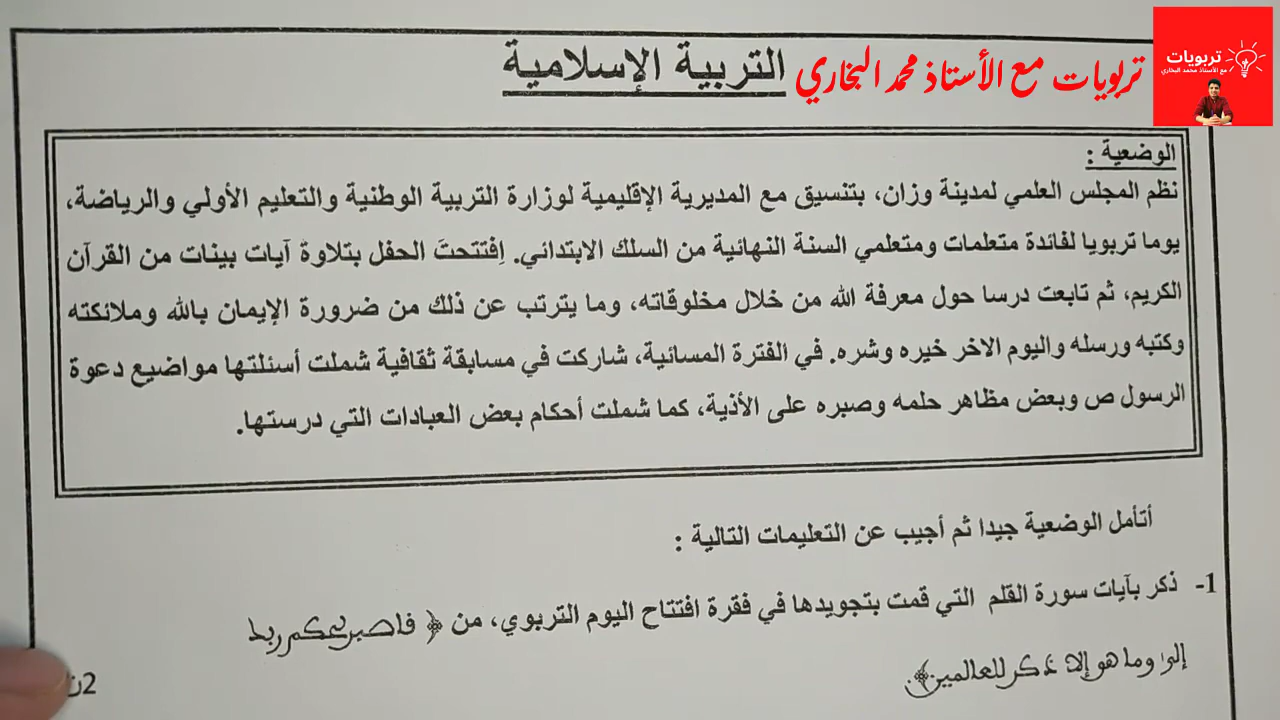 تربويات مع الأستاذ محمد البخاري
تربويات
مع الأستاذ محمد البخاري
التربية الإسلامية
الوضعية :
نظم المجلس العلمي لمدينة وزان، بتنسيق مع المديرية الإقليمية لوزارة التربية الوطنية والتعليم الأولي والرياضة،
يوما تربويا لفائدة متعلمات ومتعلمي السنة النهائية من السلك الابتدائي. اِفتتحتَ الحفل بتلاوة آيات بينات من القرآن
الكريم، ثم تابعت درسا حول معرفة الله من خلال مخلوقاته، وما يترتب عن ذلك من ضرورة الإيمان بالله وملائكته
وكتبه ورسله واليوم الاخر خيره وشره. في الفترة المسائية، شاركت في مسابقة ثقافية شملت أسئلتها مواضيع دعوة
الرسول ص وبعض مظاهر حلمه وصبره على الأذية، كما شملت أحكام بعض العبادات التي درستها.
أتأمل الوضعية جيدا ثم أجيب عن التعليمات التالية :
1- ذكر بآيات سورة القلم التي قمت بتجويدها في فقرة افتتاح اليوم التربوي، من ﴿ فاصبر لحكم ربك
إلى وما هو إلا ذكر للعالمين﴾.
2ن